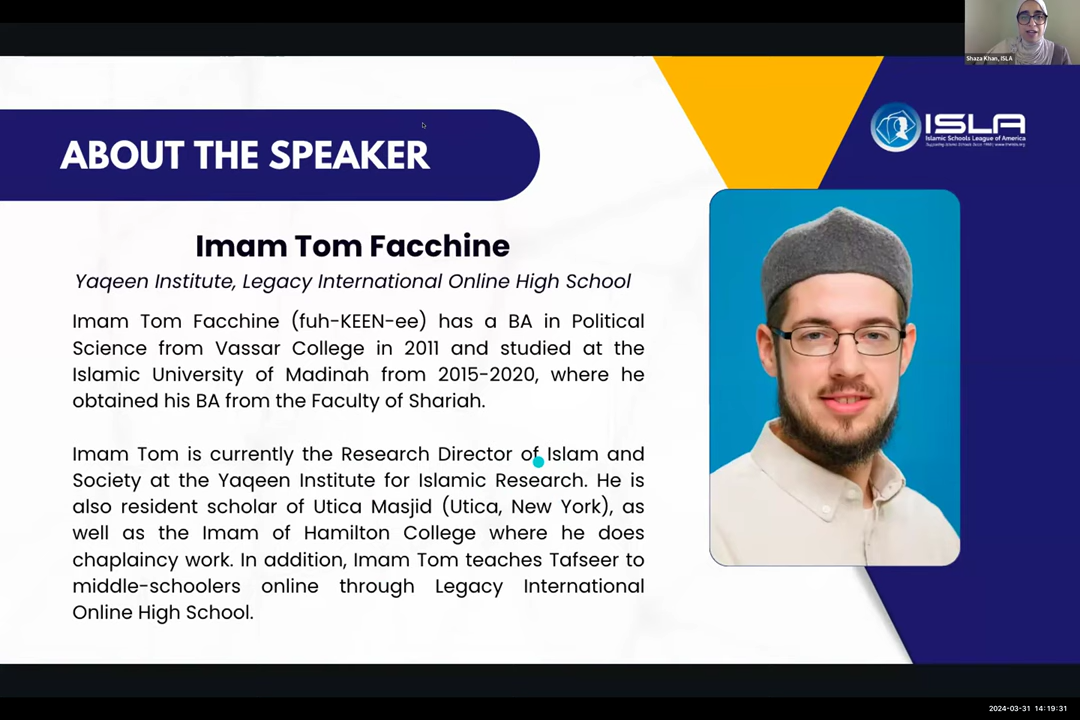 Shaza Khan, ISLA
ISLA
Islamic Schools League of America
ABOUT THE SPEAKER
Imam Tom Facchine
Yaqeen Institute, Legacy International Online High School
Imam Tom Facchine (fuh-KEEN-ee) has a BA in Political
Science from Vassar College in 2011 and studied at the
Islamic University of Madinah from 2015-2020, where he
obtained his BA from the Faculty of Shariah.
Imam Tom is currently the Research Director of Islam and
Society at the Yaqeen Institute for Islamic Research. He is
also resident scholar of Utica Masjid (Utica, New York), as
well as the Imam of Hamilton College where he does
chaplaincy work. In addition, Imam Tom teaches Tafseer to
middle-schoolers online through Legacy International
Online High School.
2024-03-31 14:19:31